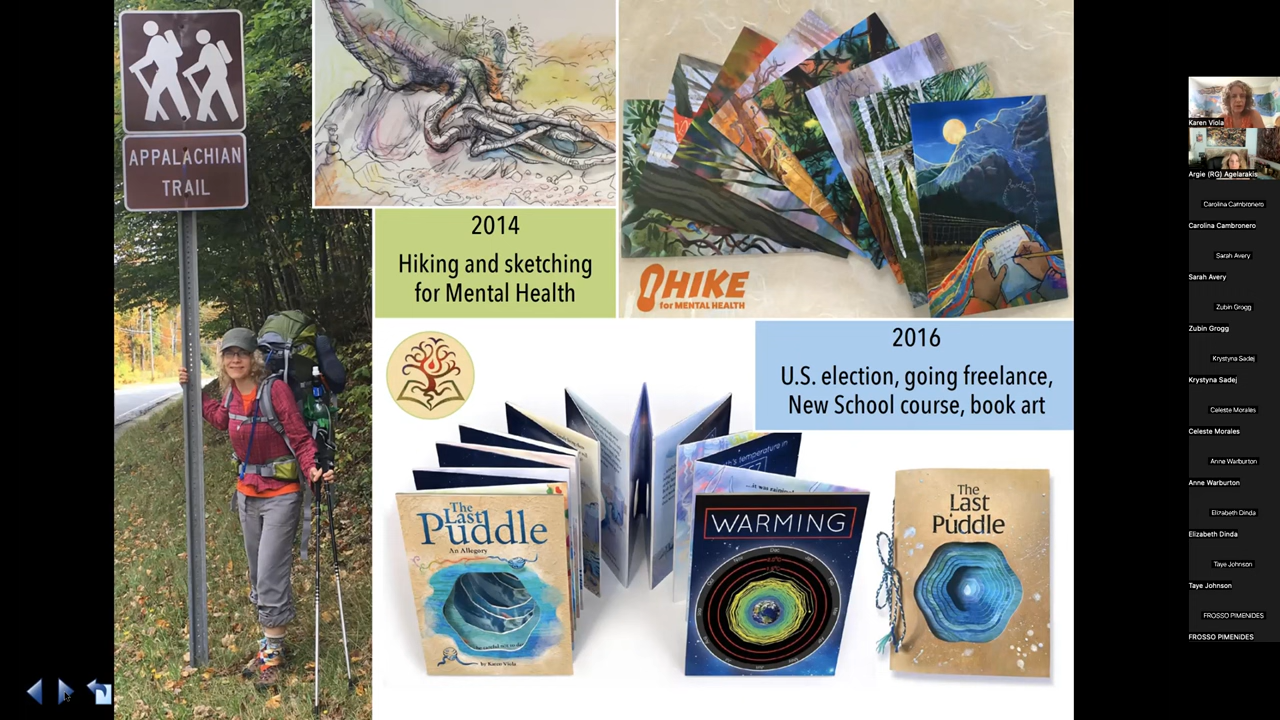 APPALACHIAN
TRAIL
2014
Hiking and sketching
for Mental Health
HIKE
for MENTAL HEALTH
2016
U.S. election, going freelance,
New School course, book art
The
Last
Puddle
An Allegory
by Karen Viola
WARMING
The
Last
Puddle
Karen Viola
Argie (RG) Agelarakis
Carolina Cambronero
Carolina Cambronero
Sarah Avery
Sarah Avery
Zubin Grogg
Zubin Grogg
Krystyna Sadej
Krystyna Sadej
Celeste Morales
Celeste Morales
Anne Warburton
Anne Warburton
Elizabeth Dinda
Elizabeth Dinda
Taye Johnson
Taye Johnson
FROSSO PIMENIDES
FROSSO PIMENIDES